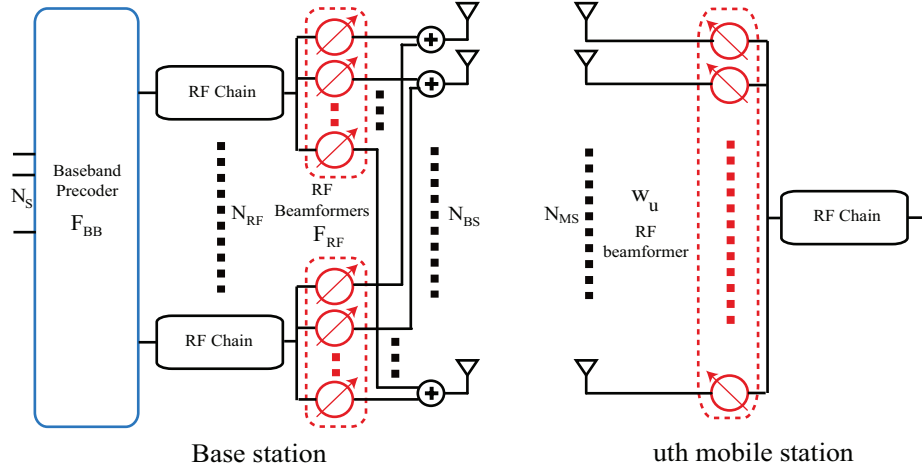 N_S
Baseband
Precoder
F_BB
RF Chain
N_RF
RF Chain
RF
Beamformers
F_RF
N_BS
N_MS
w_u
RF
beamformer
RF Chain
Base station
uth mobile station